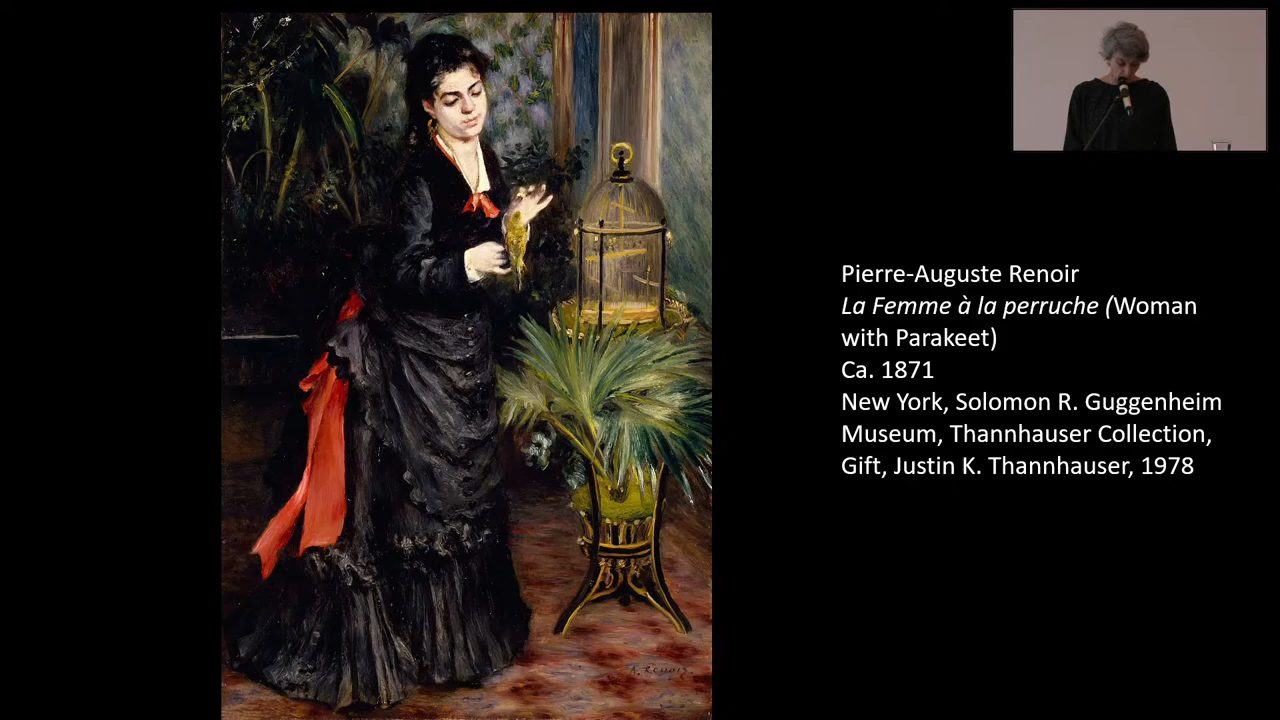 Pierre-Auguste Renoir
La Femme à la perruche (Woman
with Parakeet)
Ca. 1871
New York, Solomon R. Guggenheim
Museum, Thannhauser Collection,
Gift, Justin K. Thannhauser, 1978
A. Renoir.